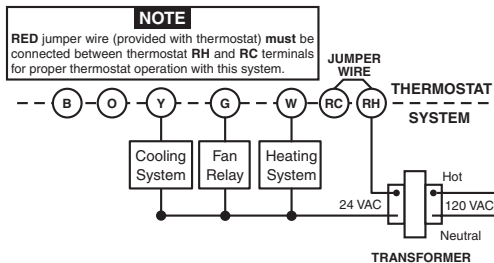 NOTE
RED jumper wire (provided with thermostat) must be
connected between thermostat RH and RC terminals
for proper thermostat operation with this system.
JUMPER
WIRE
THERMOSTAT
B O Y G W RC RH
SYSTEM
Cooling
System
Fan
Relay
Heating
System
Hot
24 VAC
120 VAC
Neutral
TRANSFORMER